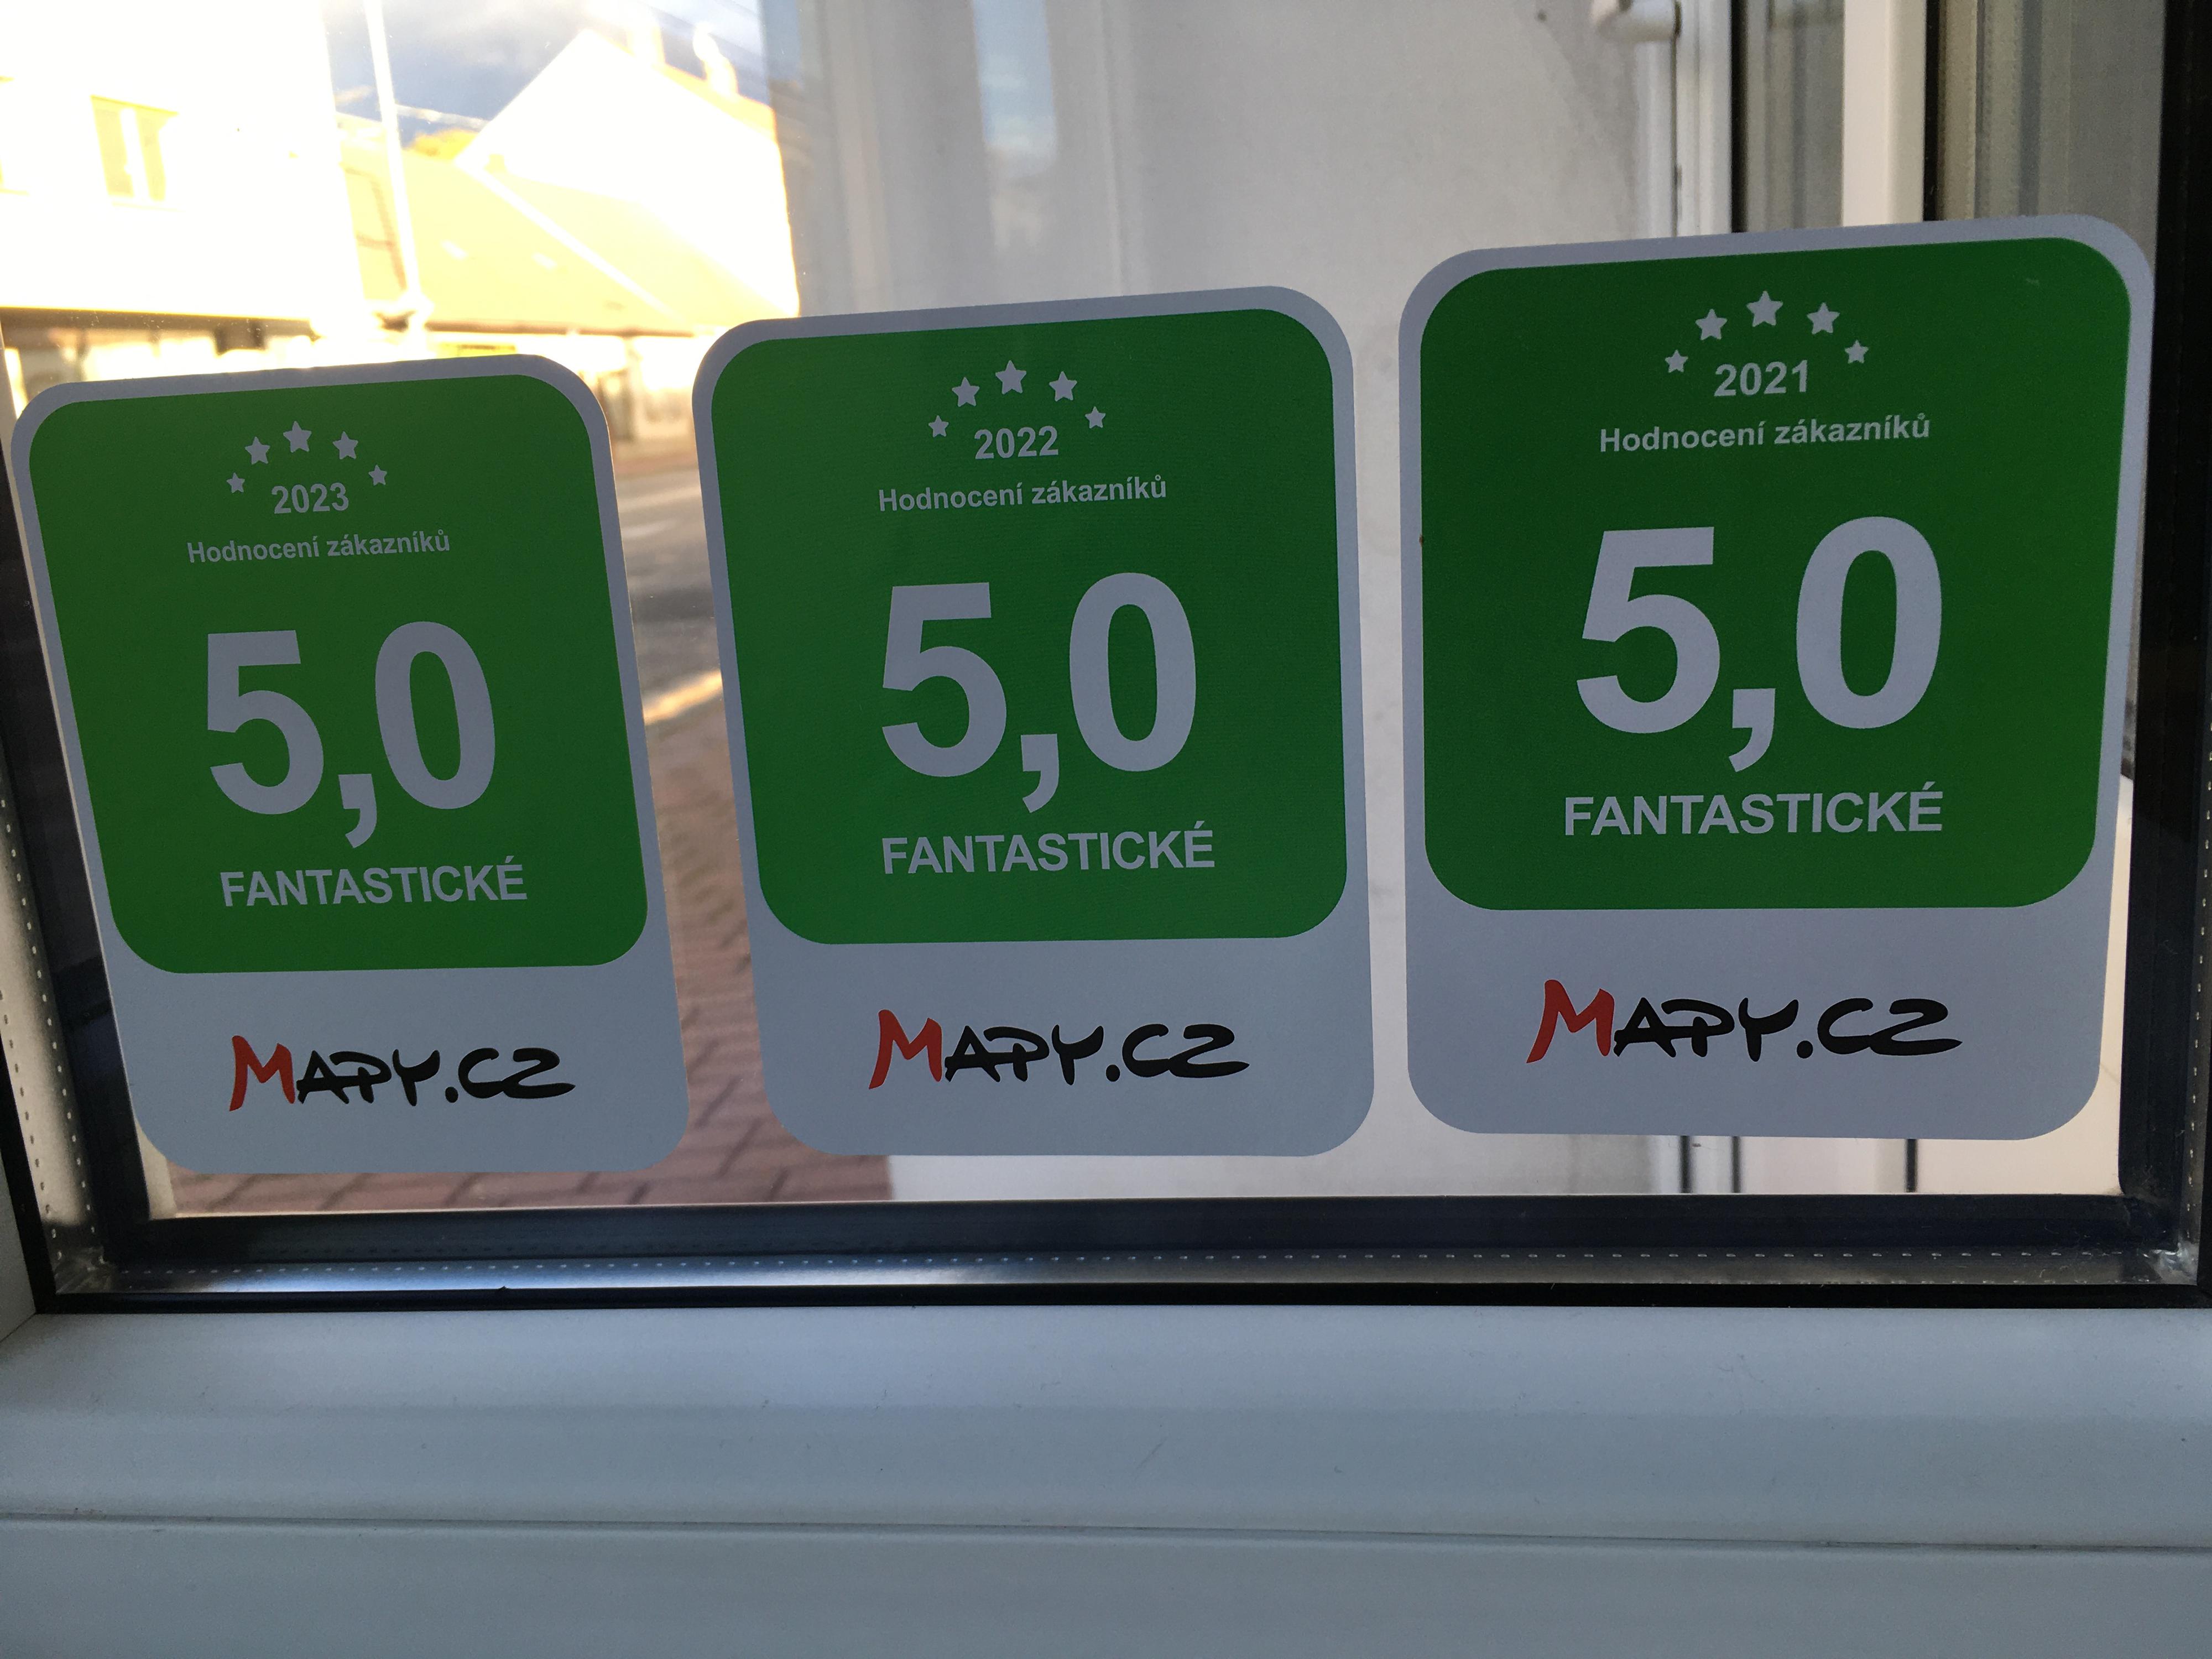 2023
Hodnocení zákazníků
5,0
FANTASTICKÉ
MAPY.CZ
2022
Hodnocení zákazníků
5,0
FANTASTICKÉ
MAPY.CZ
2021
Hodnocení zákazníků
5,0
FANTASTICKÉ
MAPY.CZ